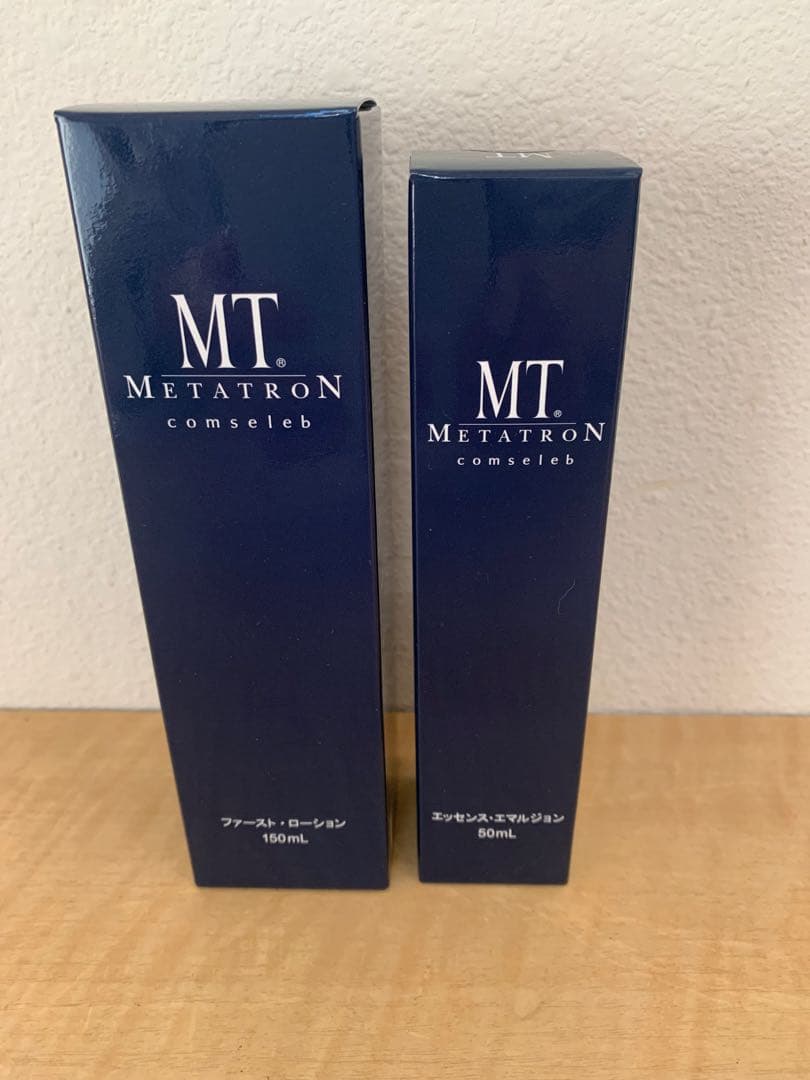 MT®
METATRON
comseleb
ファースト・ローション
150mL
MT
MT®
METATRON
comseleb
エッセンス・エマルジョン
50mL